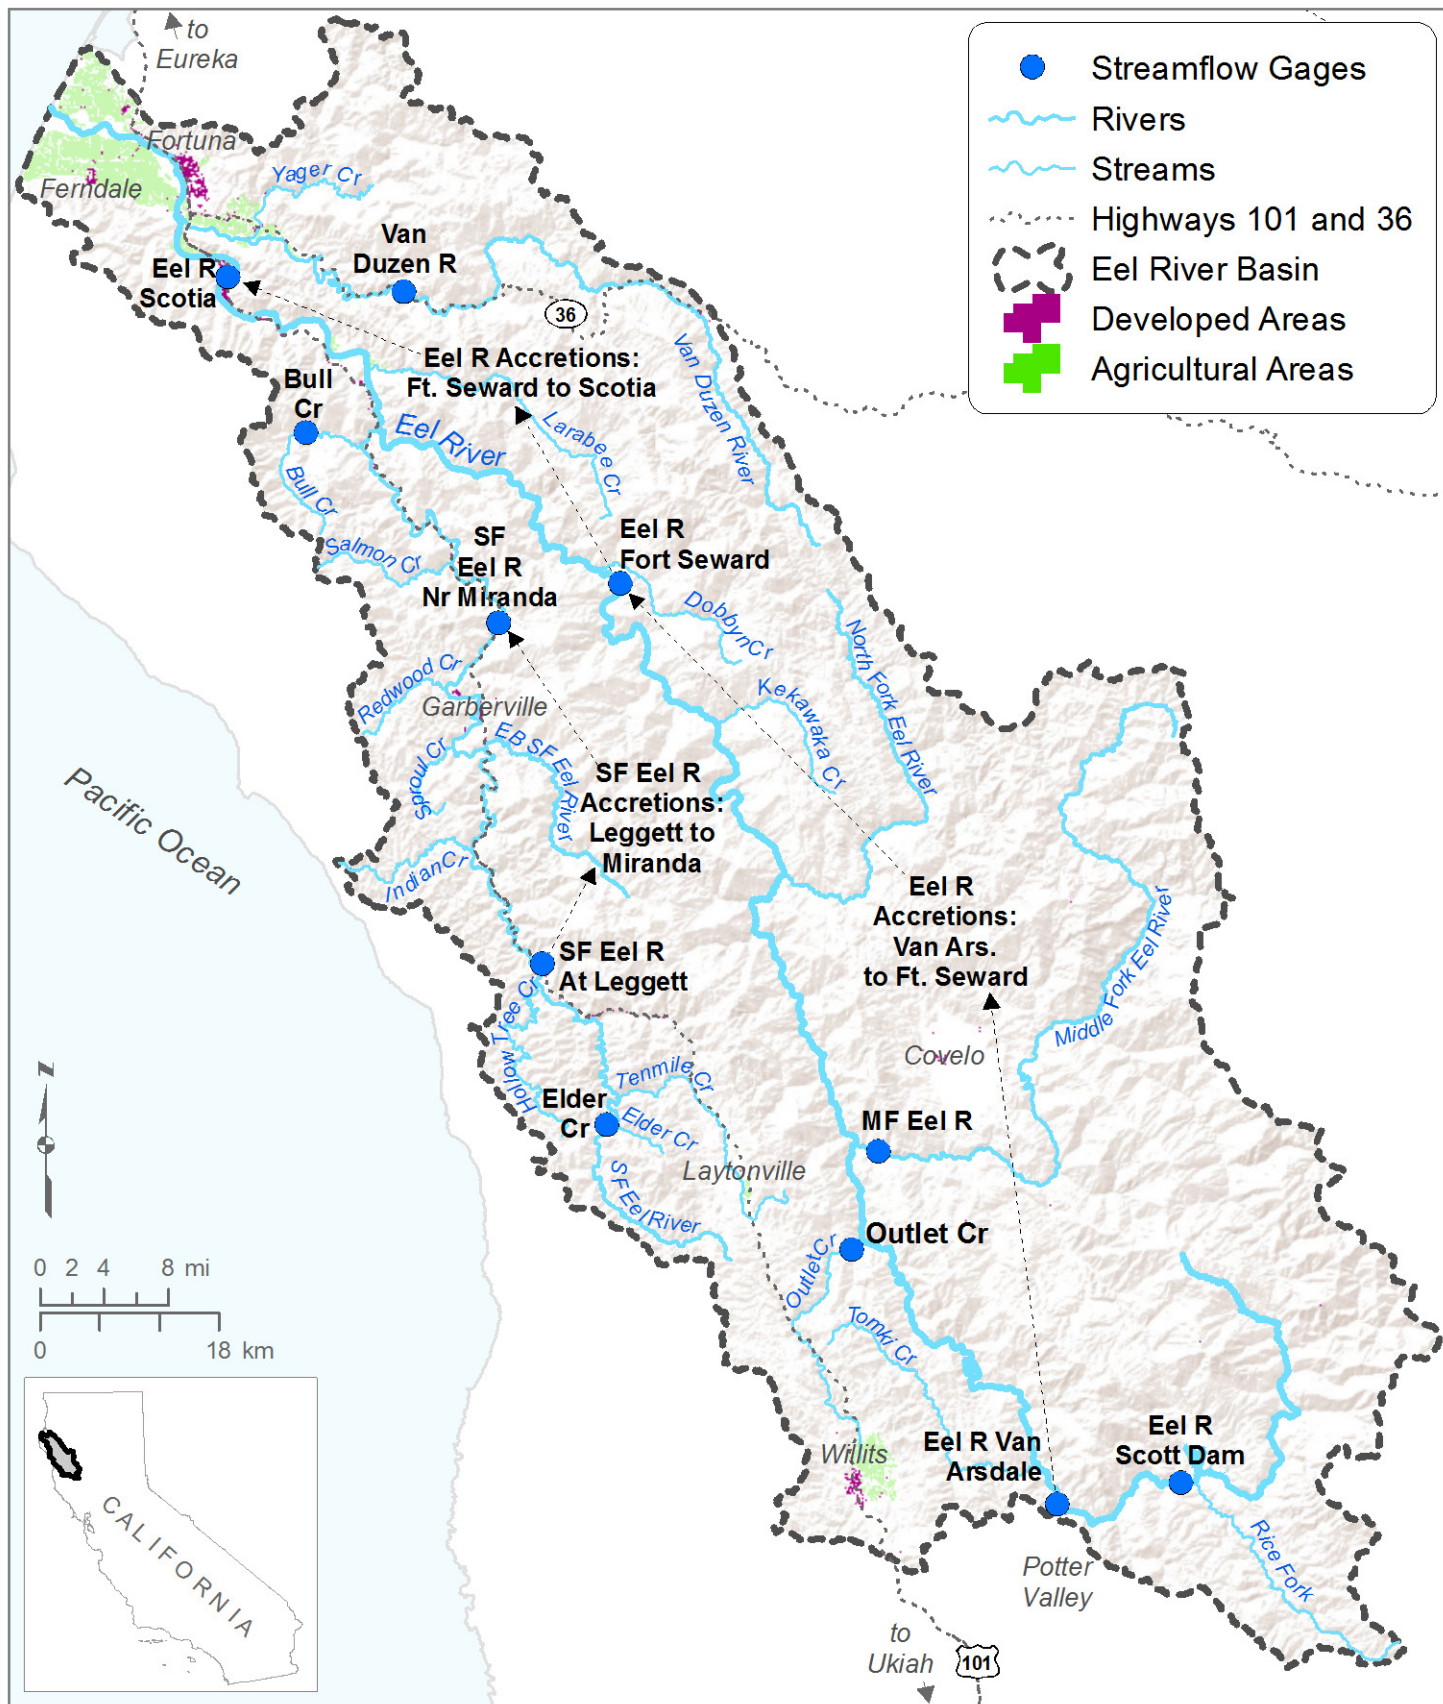 to
Eureka
Streamflow Gages
Rivers
Streams
Highways 101 and 36
Eel River Basin
Developed Areas
Agricultural Areas
Fortuna
Ferndale
Yager Cr
Van
Duzen R
Eel R
Scotia
36
Eel R Accretions:
Ft. Seward to Scotia
Van Duzen River
Bull
Cr
Eel River
Larabee Cr
Bull Cr
Salmon Cr
SF
Eel R
Nr Miranda
Eel R
Fort Seward
Dobbyn Cr
North Fork Eel River
Redwood Cr
Garberville
Kekawaka Cr
Sproul Cr
EB SF Eel River
SF Eel R
Accretions:
Leggett to
Miranda
Pacific Ocean
Indian Cr
Eel R
Accretions:
Van Ars.
to Ft. Seward
Middle Fork Eel River
SF Eel R
At Leggett
Hollow Tree Cr
Covelo
Tenmile Cr
Elder
Cr
Elder Cr
MF Eel R
Laytonville
SF Eel River
Outlet Cr
Outlet Cr
Tomki Cr
Z
0 2 4 8 mi
0 18 km
Willits
Eel R Van
Arsdale
Eel R
Scott Dam
Rice Fork
Potter
Valley
to
Ukiah
101
CALIFORNIA